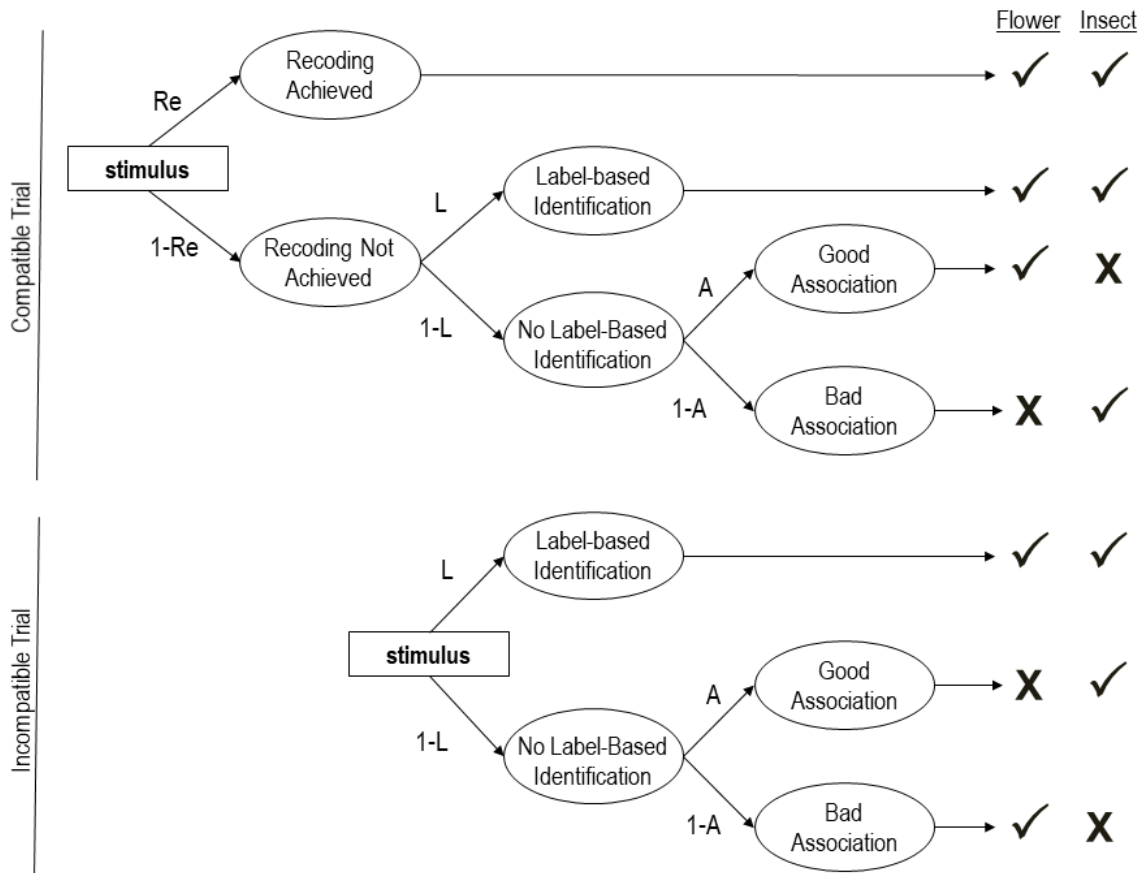 Flower Insect
Compatible Trial
Recoding
Achieved
✓ ✓
Re
stimulus
1-Re
Recoding Not
Achieved
L
Label-based
Identification
✓ ✓
1-L
No Label-Based
Identification
A
Good
Association
✓ X
1-A
Bad
Association
X ✓
Incompatible Trial
Label-based
Identification
✓ ✓
L
stimulus
1-L
No Label-Based
Identification
A
Good
Association
X ✓
1-A
Bad
Association
✓ X